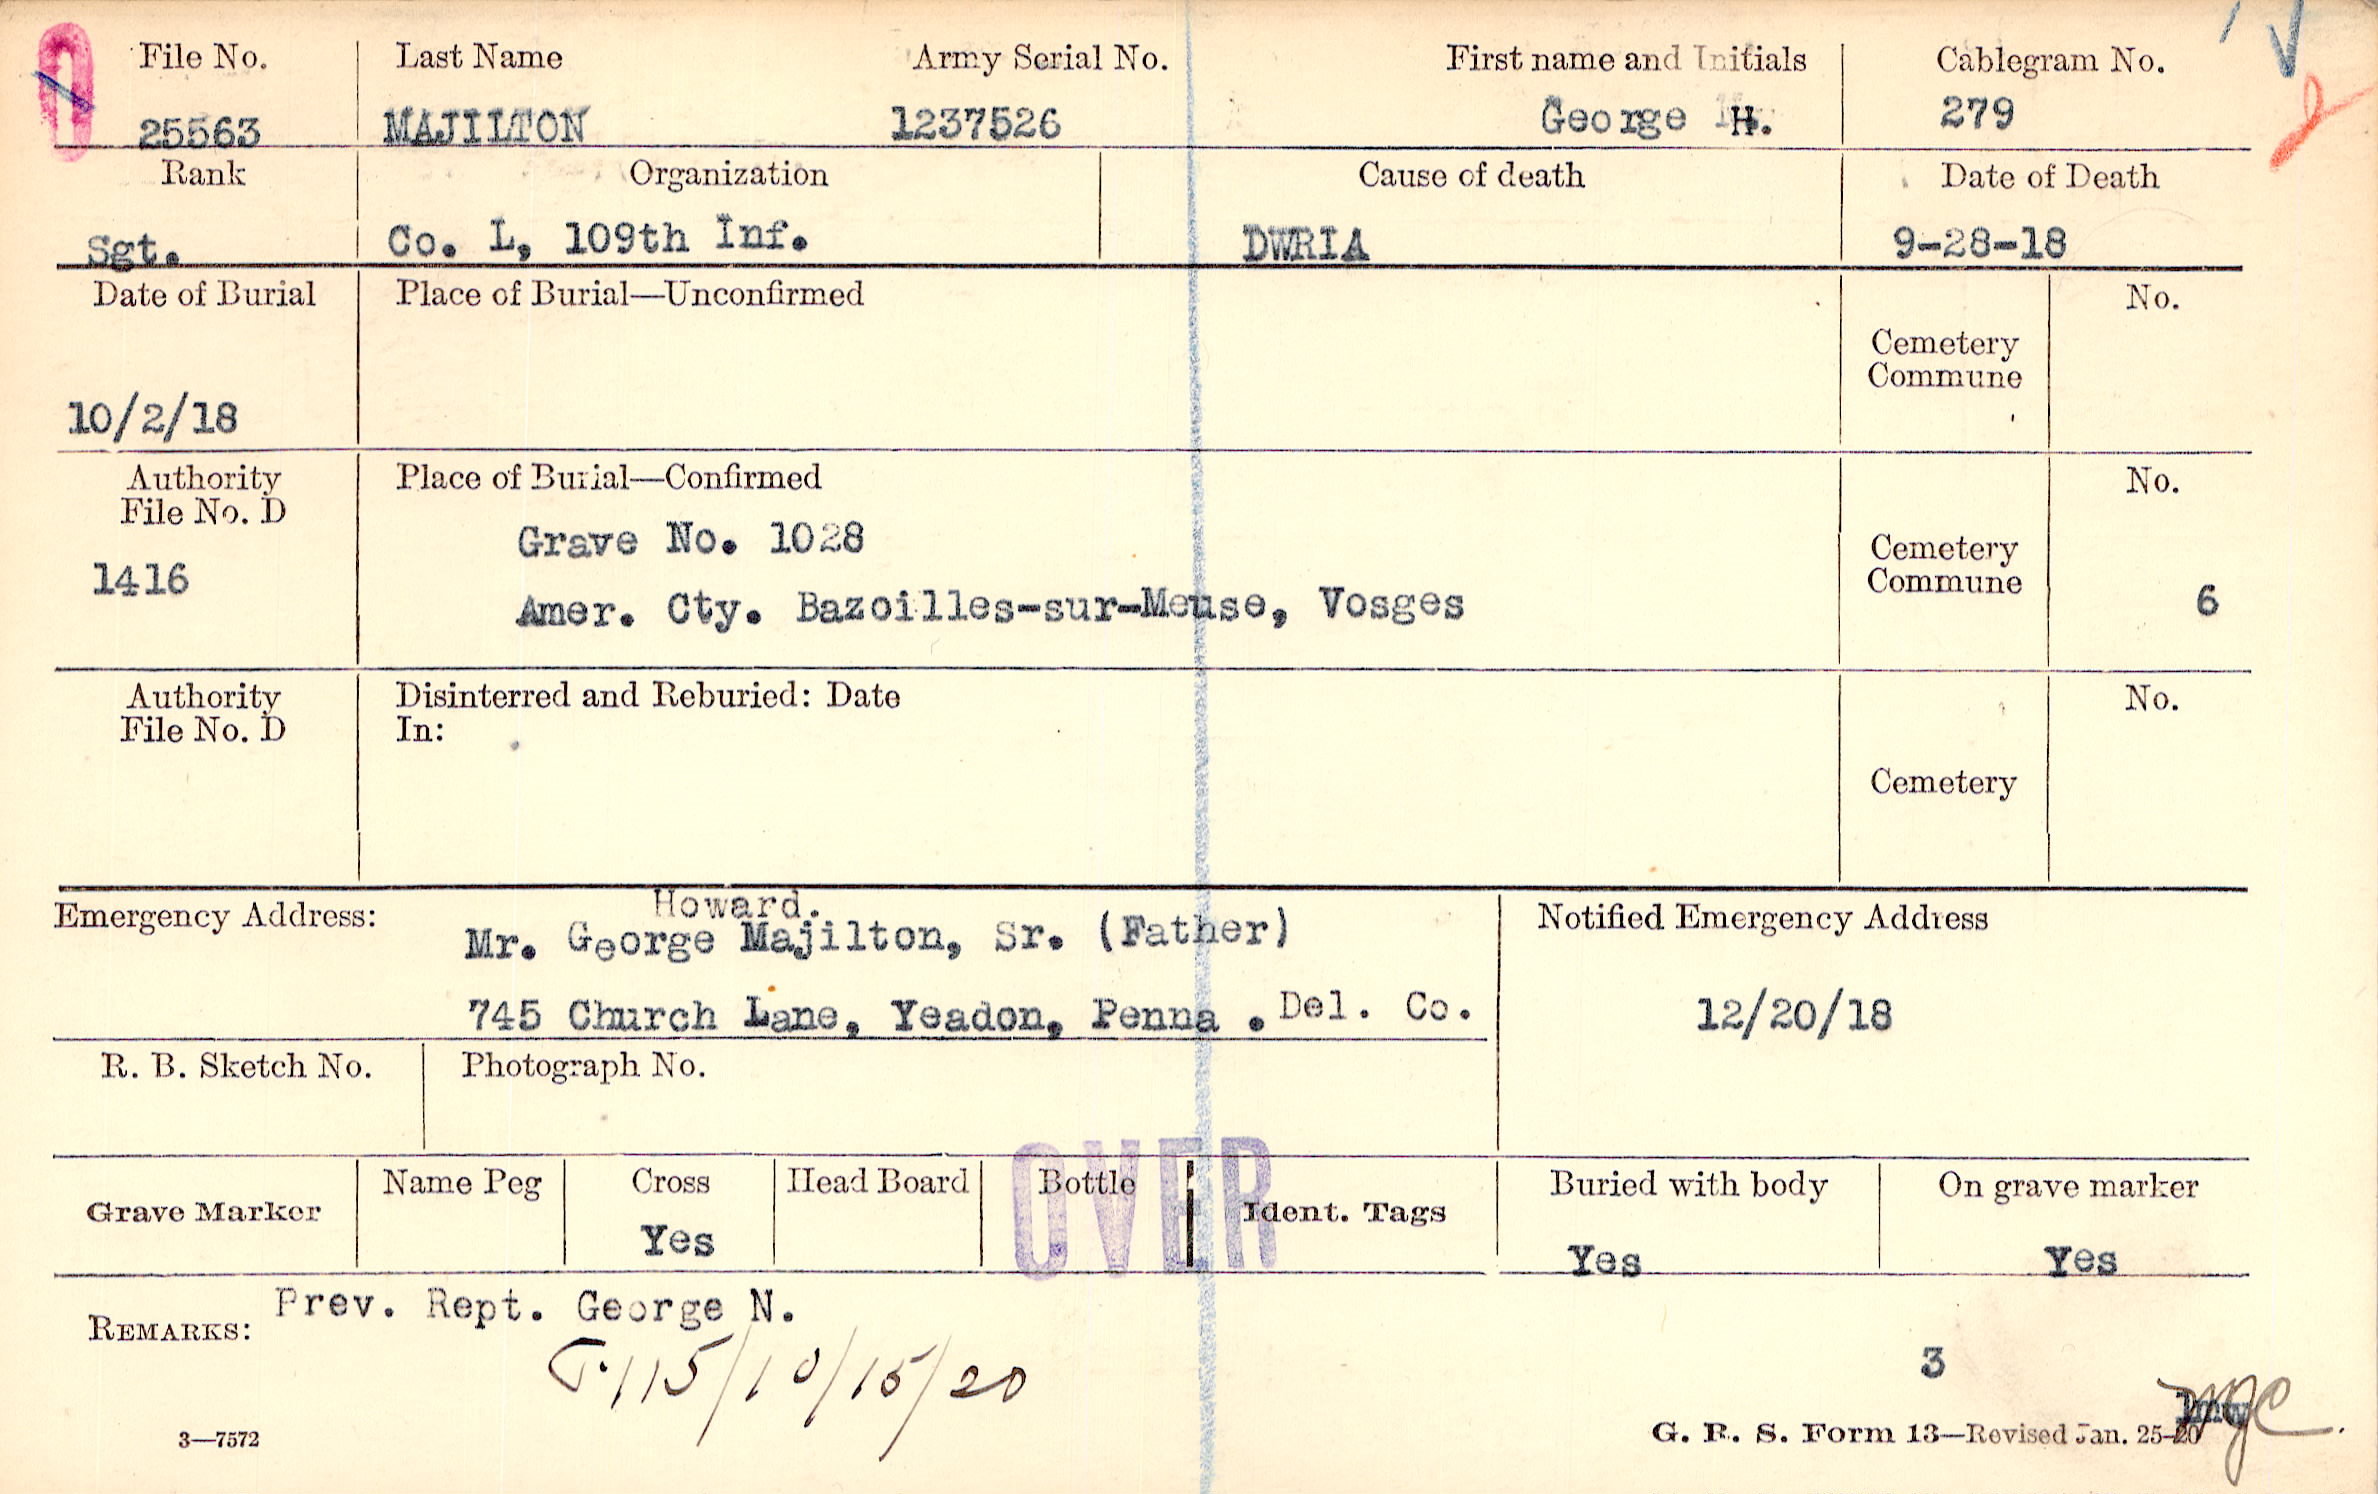 File No. Last Name Army Serial No. First name and Initials Cablegram No.
25563 MAJILTON 1237526 George H. 279
Rank Organization Cause of death Date of Death
Sgt. Co. L, 109th Inf. DWRIA 9-28-18
Date of Burial Place of Burial—Unconfirmed No.
Cemetery
Commune
10/2/18
Authority Place of Burial—Confirmed No.
File No. D
Grave No. 1028
Cemetery
1416 Commune
Amer. Cty. Bazoilles-sur-Meuse, Vosges 6
Authority Disinterred and Reburied: Date No.
File No. D In:
Cemetery
Howard.
Emergency Address: Mr. George Majilton, Sr. (Father) Notified Emergency Address
745 Church Lane, Yeadon, Penna. Del. Co. 12/20/18
R. B. Sketch No. Photograph No.
OVER
Name Peg Cross Head Board Bottle Buried with body On grave marker
Grave Marker Ident. Tags
Yes Yes Yes
Prev. Rept. George N.
REMARKS:
115/10/15/20
3
3—7572 G. R. S. Form 13—Revised Jan. 25-20